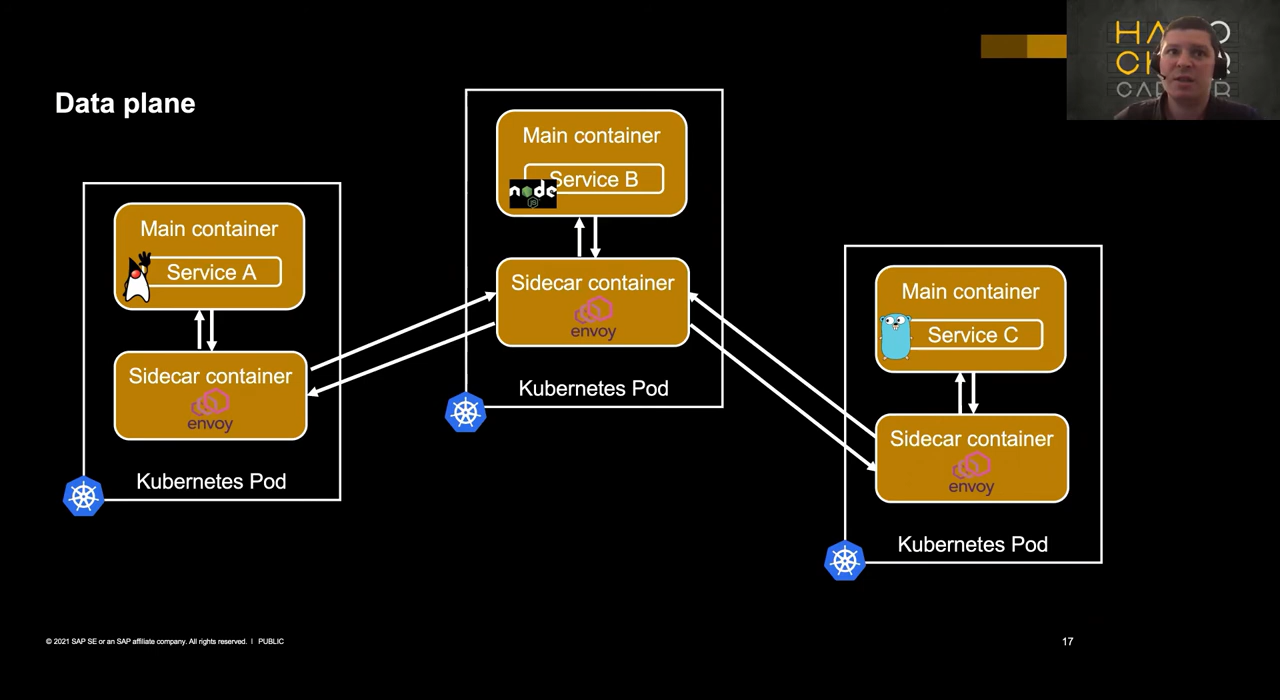 Data plane
Main container
Service A
Sidecar container
envoy
Kubernetes Pod
Main container
node
JS
Service B
Sidecar container
envoy
Kubernetes Pod
Main container
Service C
Sidecar container
envoy
Kubernetes Pod
© 2021 SAP SE or an SAP affiliate company. All rights reserved. I PUBLIC
17